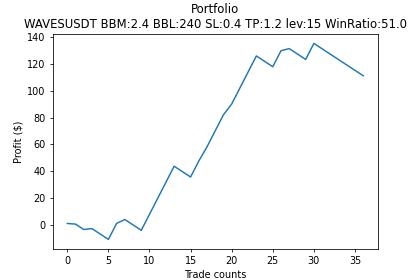 Portfolio
WAVESUSDT BBM:2.4 BBL:240 SL:0.4 TP:1.2 lev:15 WinRatio:51.0
140
120
100
80
60
40
20
0
Profit ($)
0 5 10 15 20 25 30 35
Trade counts